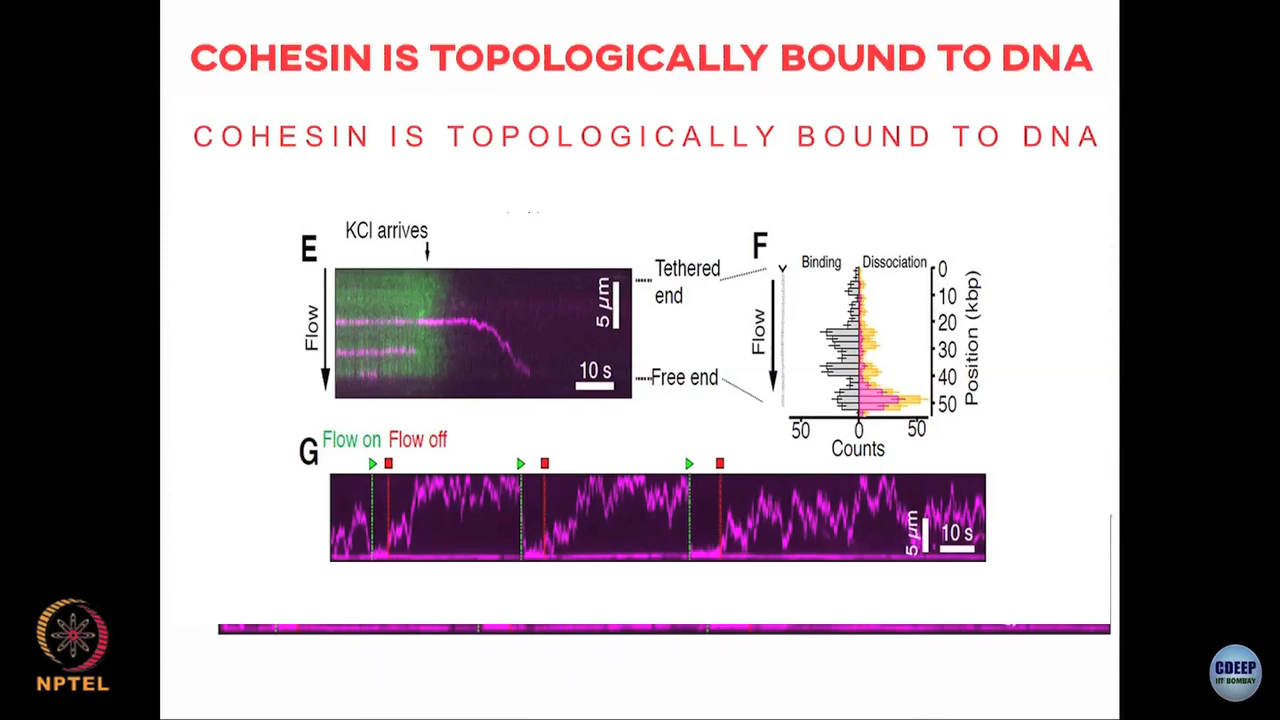 COHESIN IS TOPOLOGICALLY BOUND TO DNA
COHESIN IS TOPOLOGICALLY BOUND TO DNA
E
KCl arrives
Flow
5 µm
10 s
Tethered
end
Free end
F
Binding
Dissociation
Flow
0
10
20
30
40
50
Position (kbp)
50
0
50
Counts
G
Flow on Flow off
5 µm
10 s
NPTEL
CDEEP
IIT BOMBAY